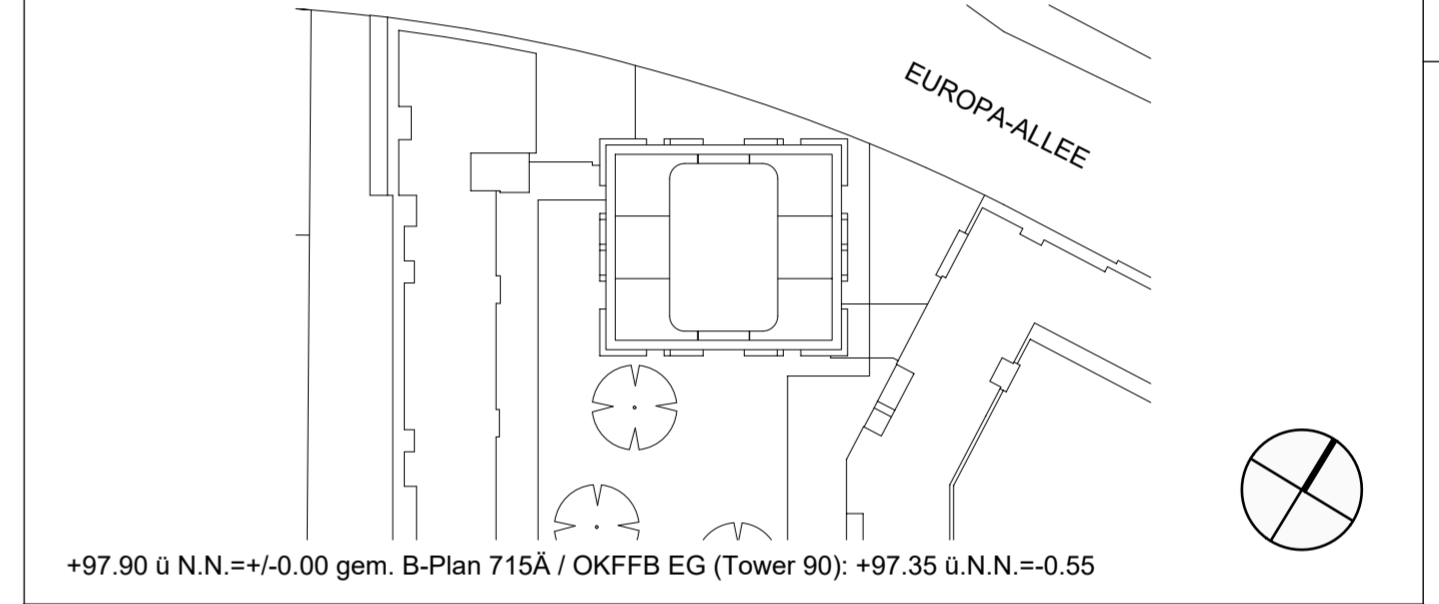 EUROPA-ALLEE
+97.90 ü N.N.=+/-0.00 gem. B-Plan 715Ä / OKFFB EG (Tower 90): +97.35 ü.N.N.=-0.55